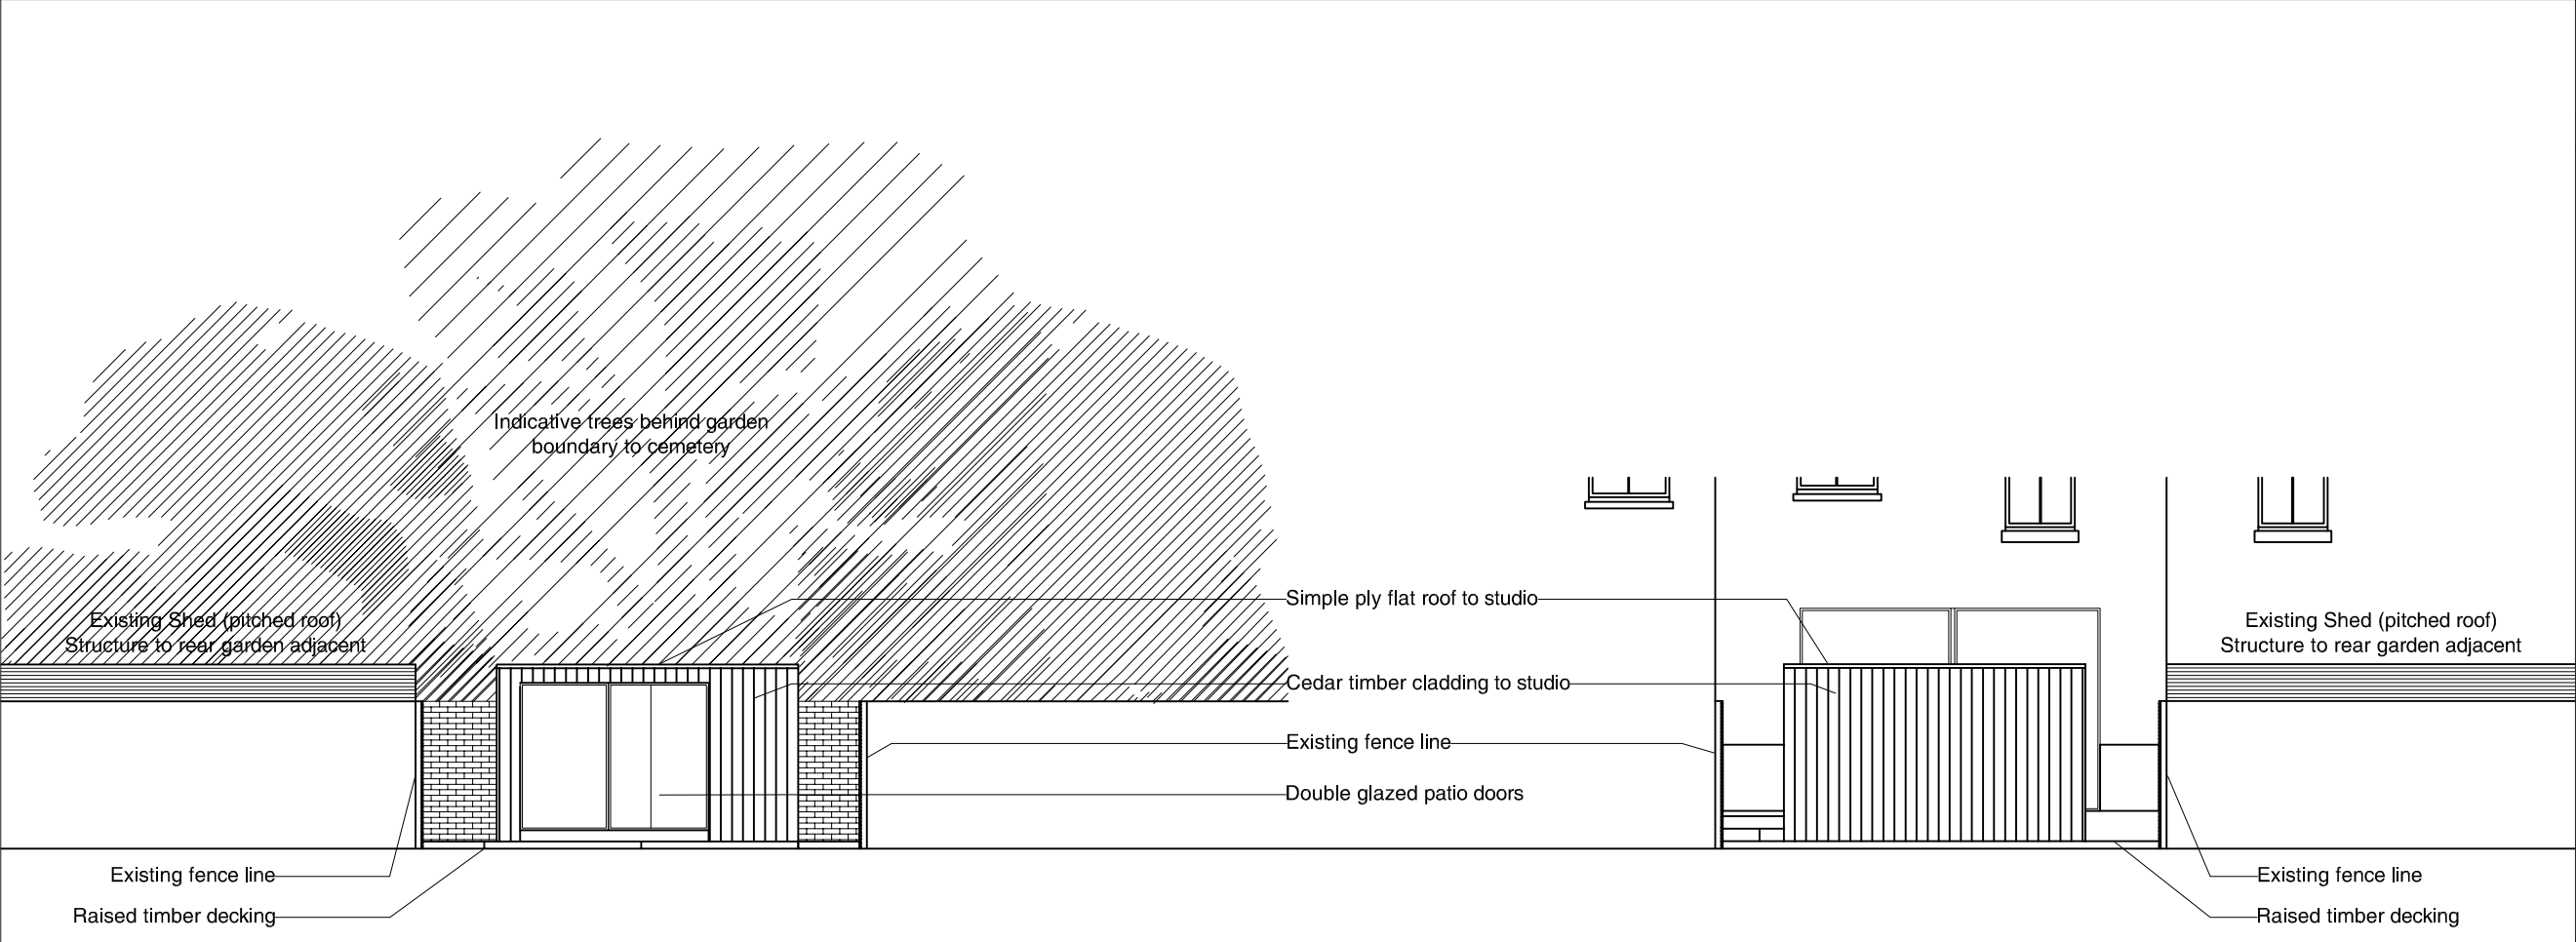 Indicative trees behind garden
boundary to cemetery
Existing Shed (pitched roof)
Structure to rear garden adjacent
Simple ply flat roof to studio
Cedar timber cladding to studio
Existing fence line
Double glazed patio doors
Existing Shed (pitched roof)
Structure to rear garden adjacent
Existing fence line
Raised timber decking
Existing fence line
Raised timber decking